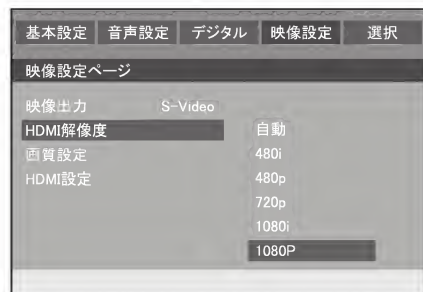 基本設定 音声設定 デジタル 映像設定 選択
映像設定ページ
映像出力 S-Video
HDMI解像度 自動
画質設定 480i
HDMI設定 480p
720p
1080i
1080P